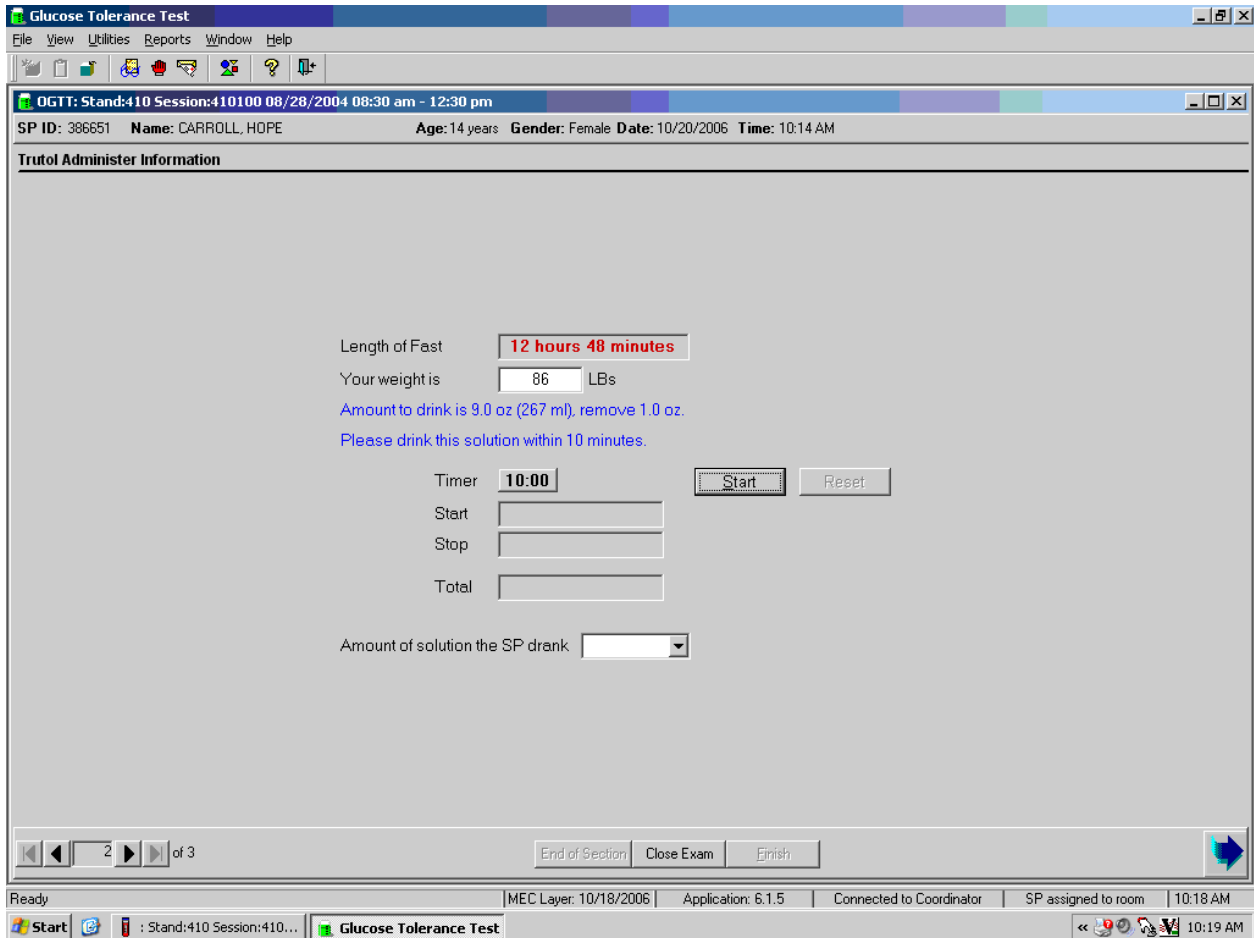 Glucose Tolerance Test
File View Utilities Reports Window Help
OGTT: Stand:410 Session:410100 08/28/2004 08:30 am - 12:30 pm
SP ID: 386651 Name: CARROLL, HOPE Age: 14 years Gender: Female Date: 10/20/2006 Time: 10:14 AM
Trutol Administer Information
Length of Fast 12 hours 48 minutes
Your weight is 86 LBs
Amount to drink is 9.0 oz (267 ml), remove 1.0 oz.
Please drink this solution within 10 minutes.
Timer 10:00 Start Reset
Start
Stop
Total
Amount of solution the SP drank
2 of 3 End of Section Close Exam Finish
Ready MEC Layer: 10/18/2006 Application: 6.1.5 Connected to Coordinator SP assigned to room 10:18 AM
Start : Stand:410 Session:410... Glucose Tolerance Test « 10:19 AM